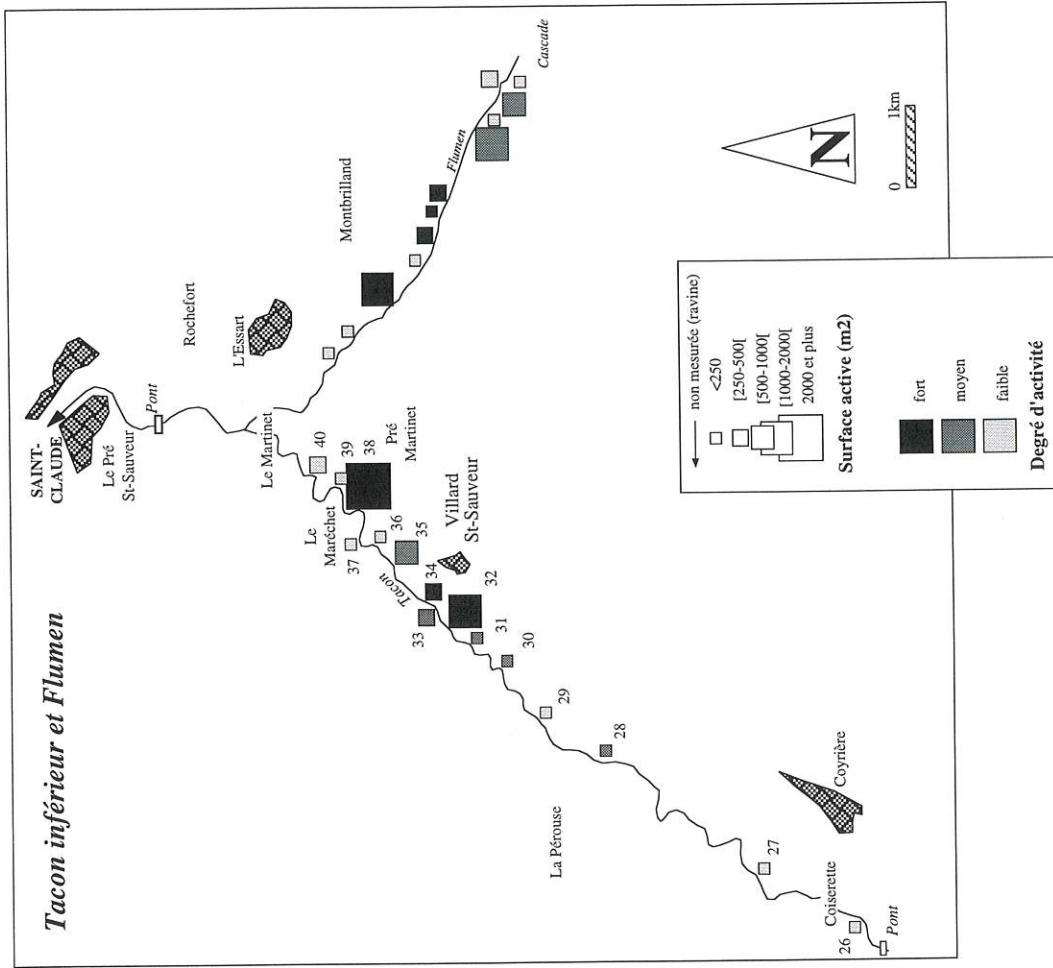 Tacon inférieur et Flumen
SAINT-
CLAUDE
Le Pré
St-Sauveur
Pont
Rochefort
L'Essart
Le Martinet
Montbrilland
Flumen
Cascade
40
39
38
Pré
Martinet
Le
Maréchet
37
36
35
Villard
St-Sauveur
Tacon
34
33
32
31
30
29
28
La Pérouse
Coyrière
27
Coiserette
26
Pont
N
0 1km
non mesurée (ravine)
<250
[250-500[
[500-1000[
[1000-2000[
2000 et plus
Surface active (m2)
fort
moyen
faible
Degré d'activité